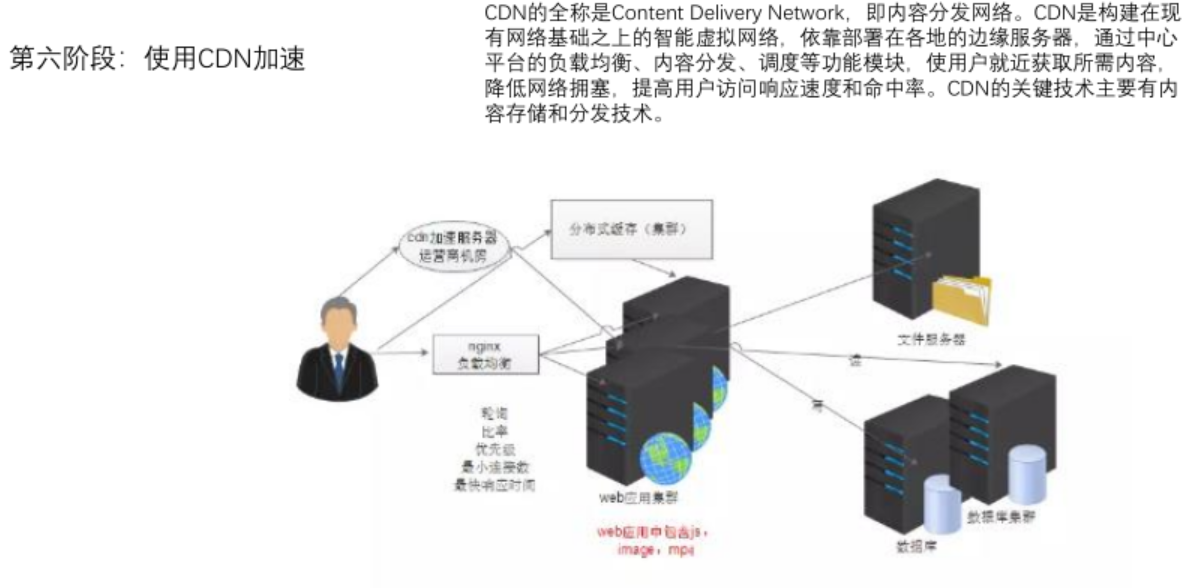 第六阶段：使用CDN加速
CDN的全称是Content Delivery Network，即内容分发网络。CDN是构建在现
有网络基础之上的智能虚拟网络，依靠部署在各地的边缘服务器，通过中心
平台的负载均衡、内容分发、调度等功能模块，使用户就近获取所需内容，
降低网络拥塞，提高用户访问响应速度和命中率。CDN的关键技术主要有内
容存储和分发技术。
cdn加速服务器
运营商机房
分布式缓存（集群）
nginx
负载均衡
轮询
比率
优先级
最小连接数
最快响应时间
web应用集群
web应用中包含js，
image，mp4
文件服务器
读
写
数据库集群
数据库